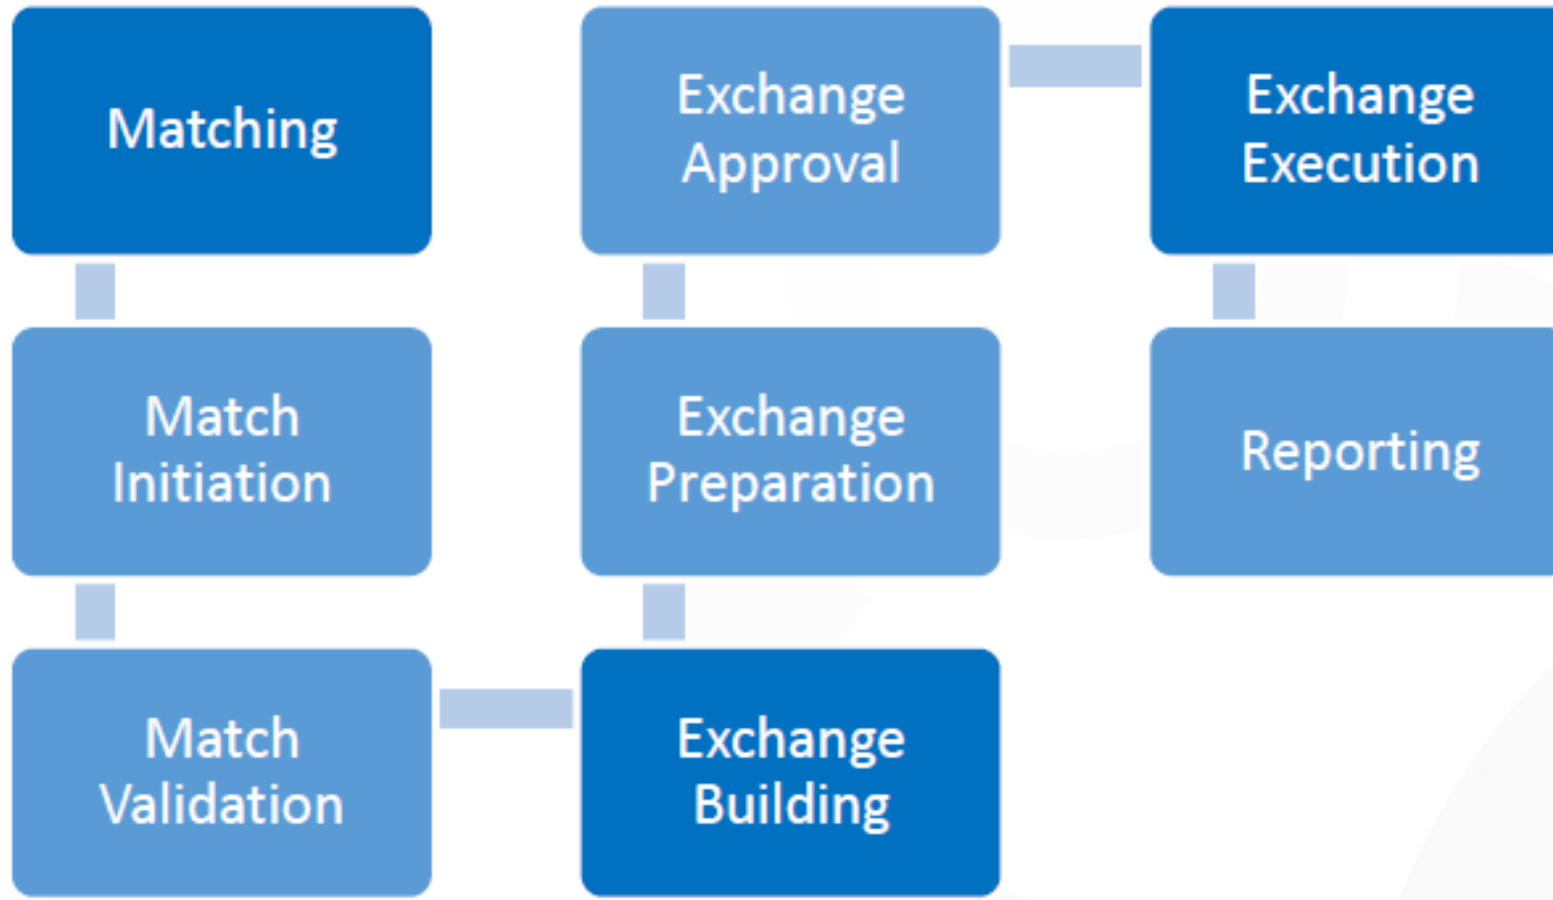 Matching
Match
Initiation
Match
Validation
Exchange
Building
Exchange
Preparation
Exchange
Approval
Exchange
Execution
Reporting